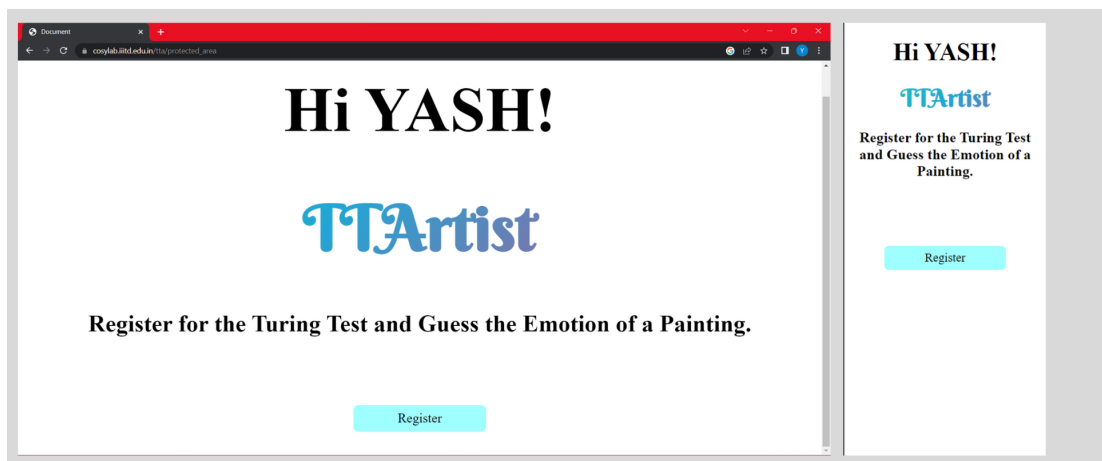 Document
cosylab.iiitd.edu.in/tta/protected_area
Y
Hi YASH!
TTArtist
Register for the Turing Test and Guess the Emotion of a Painting.
Register
Hi YASH!
TTArtist
Register for the Turing Test
and Guess the Emotion of a
Painting.
Register